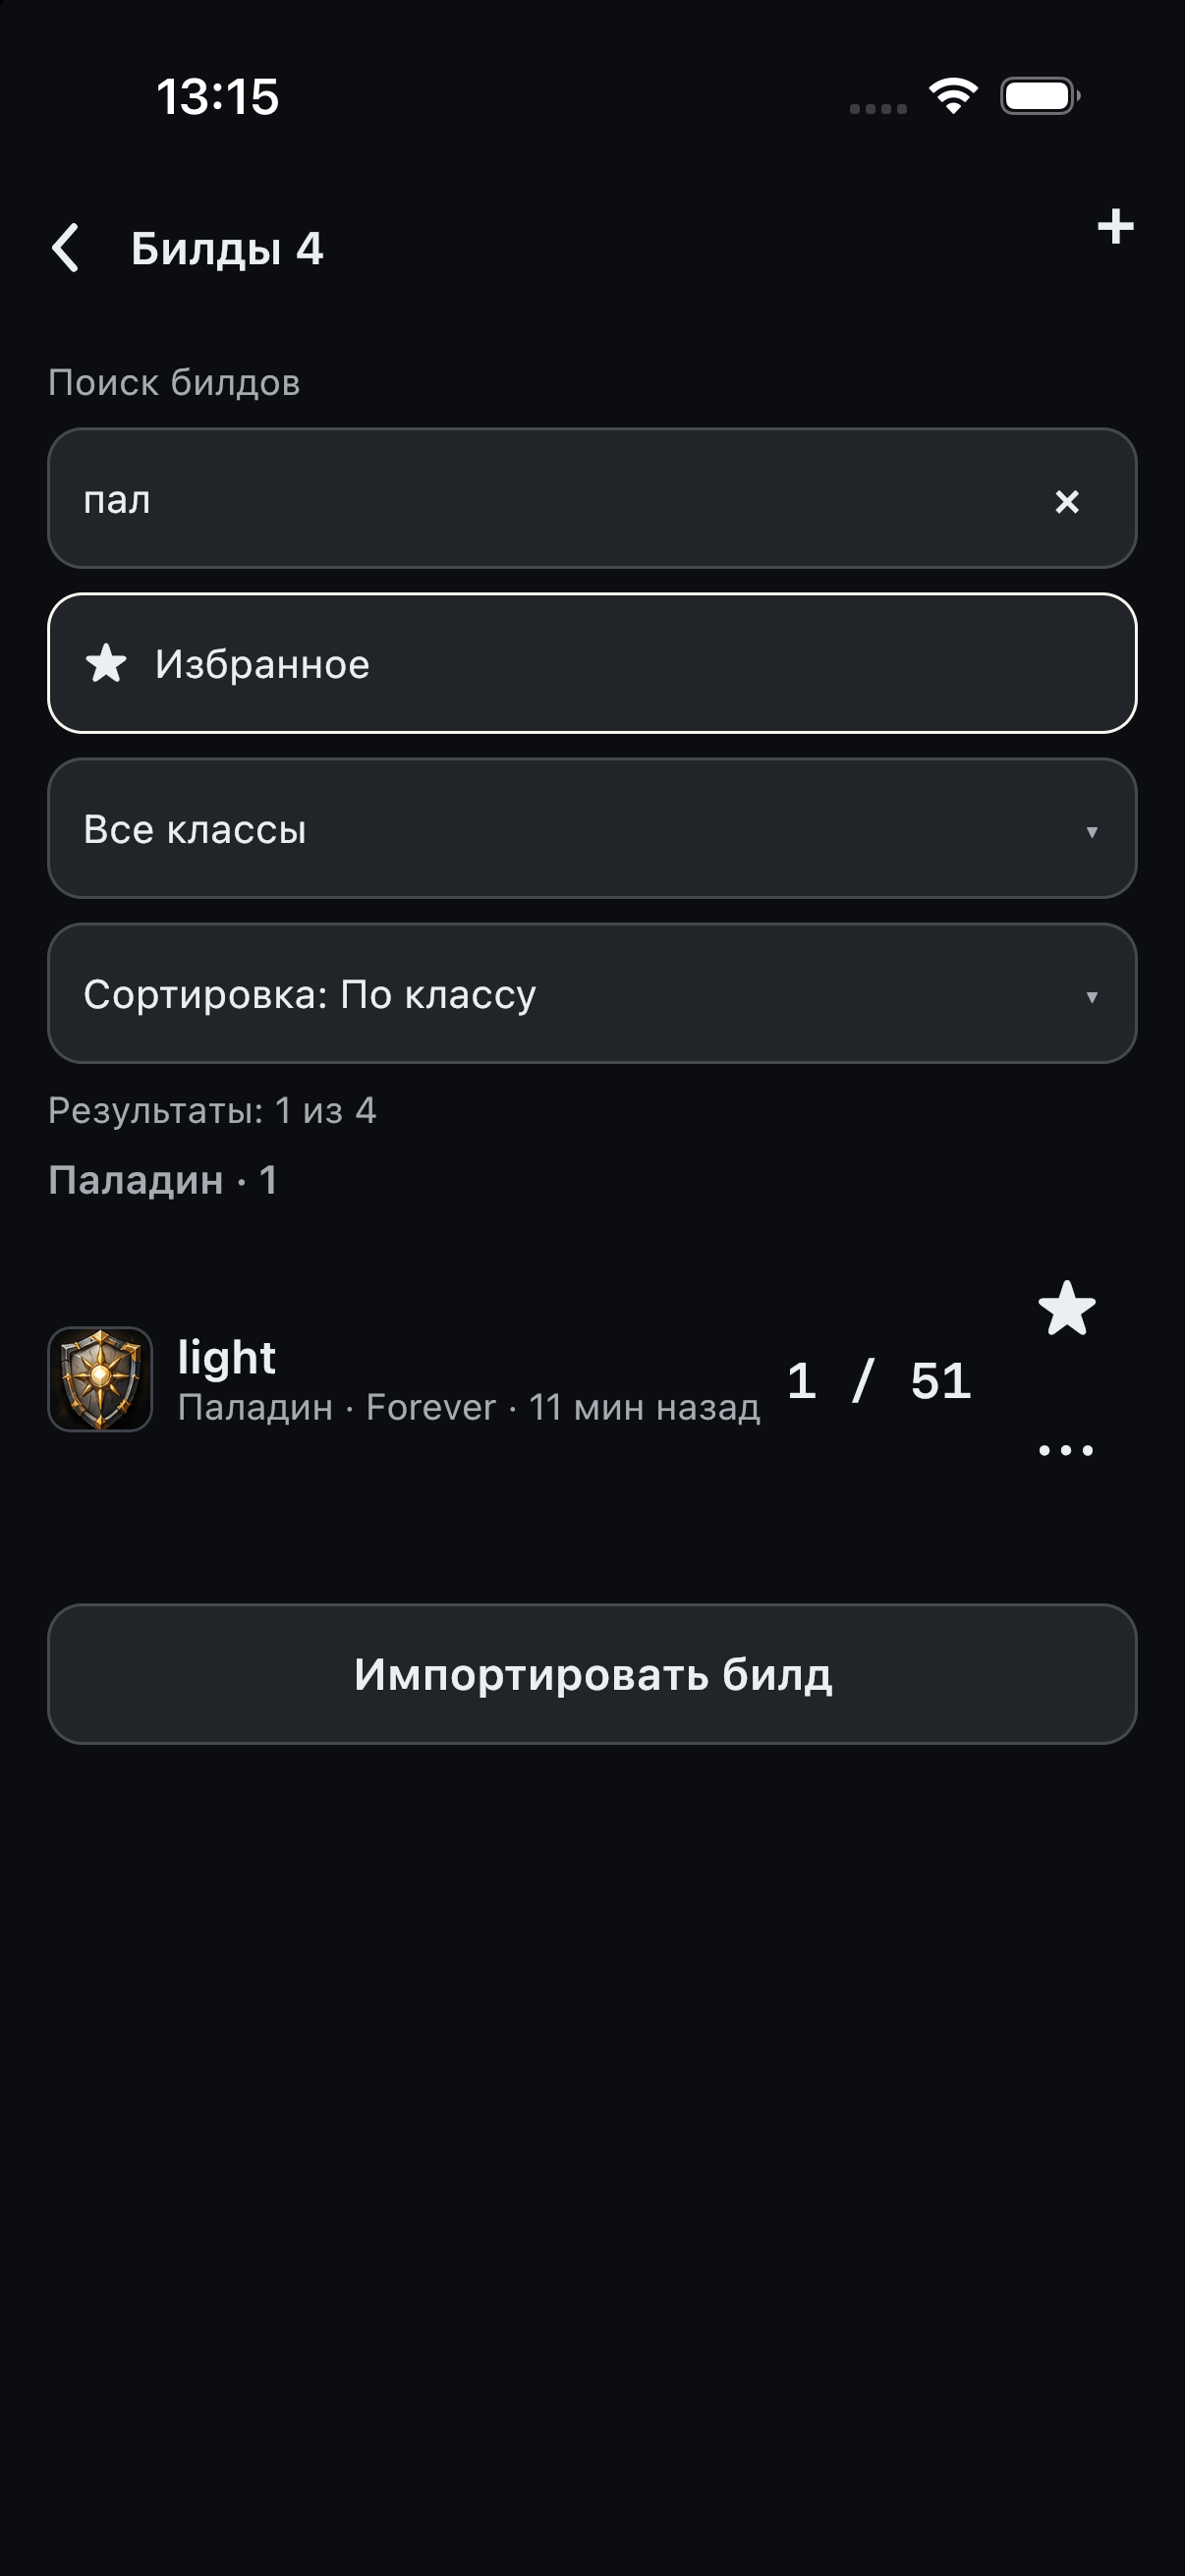 13:15
Билды 4
+
Поиск билдов
пал
×
★ Избранное
Все классы
Сортировка: По классу
Результаты: 1 из 4
Паладин · 1
light
Паладин · Forever · 11 мин назад
1 / 51
Импортировать билд